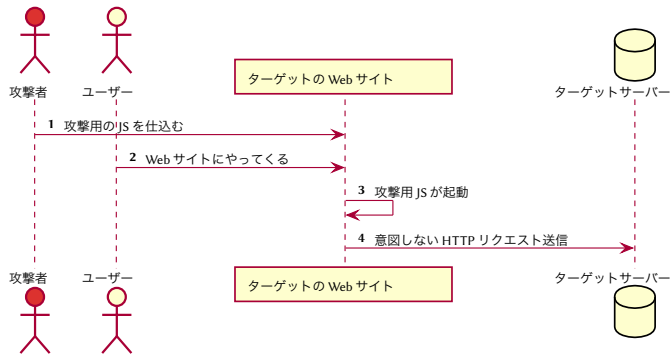 ターゲットの Web サイト
攻撃者
ユーザー
ターゲットサーバー
1 攻撃用のJS を仕込む
2 Web サイトにやってくる
3 攻撃用 JS が起動
4 意図しない HTTP リクエスト送信
攻撃者
ユーザー
ターゲットサーバー
ターゲットの Web サイト